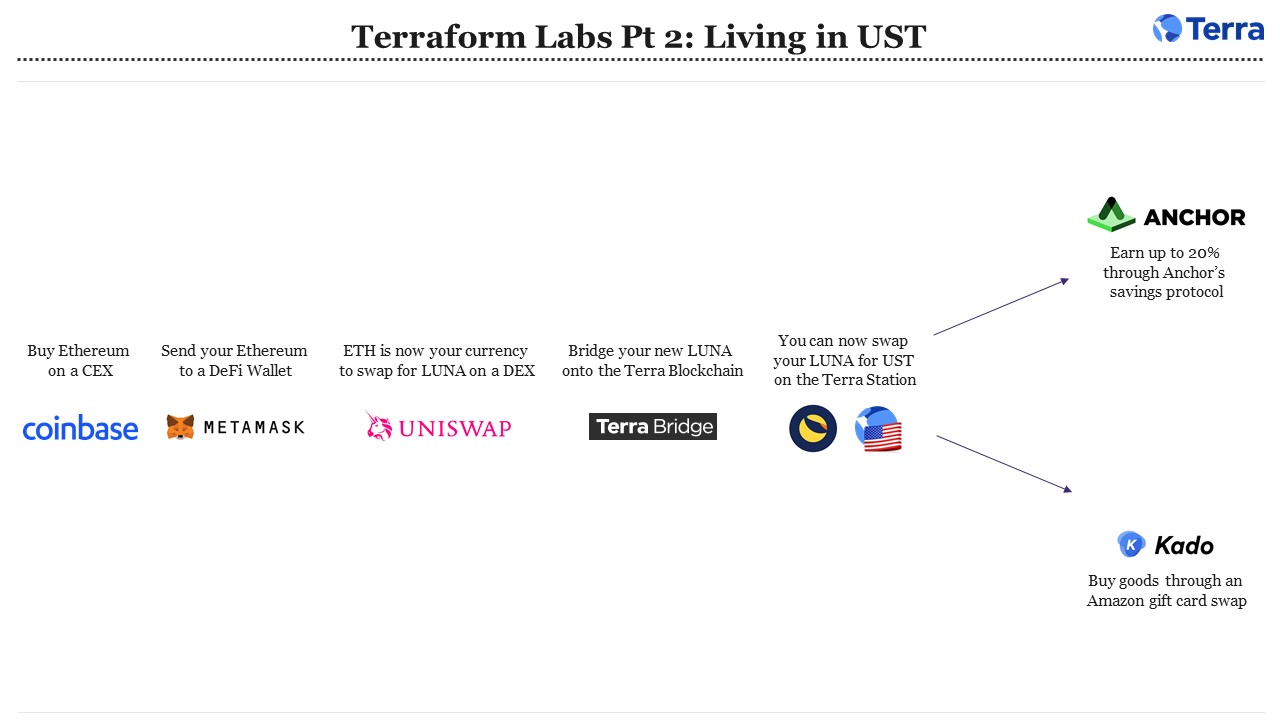 Terraform Labs Pt 2: Living in UST
Terra
Buy Ethereum
on a CEX
coinbase
Send your Ethereum
to a DeFi Wallet
METAMASK
ETH is now your currency
to swap for LUNA on a DEX
UNISWAP
Bridge your new LUNA
onto the Terra Blockchain
Terra Bridge
You can now swap
your LUNA for UST
on the Terra Station
ANCHOR
Earn up to 20%
through Anchor's
savings protocol
K Kado
Buy goods through an
Amazon gift card swap